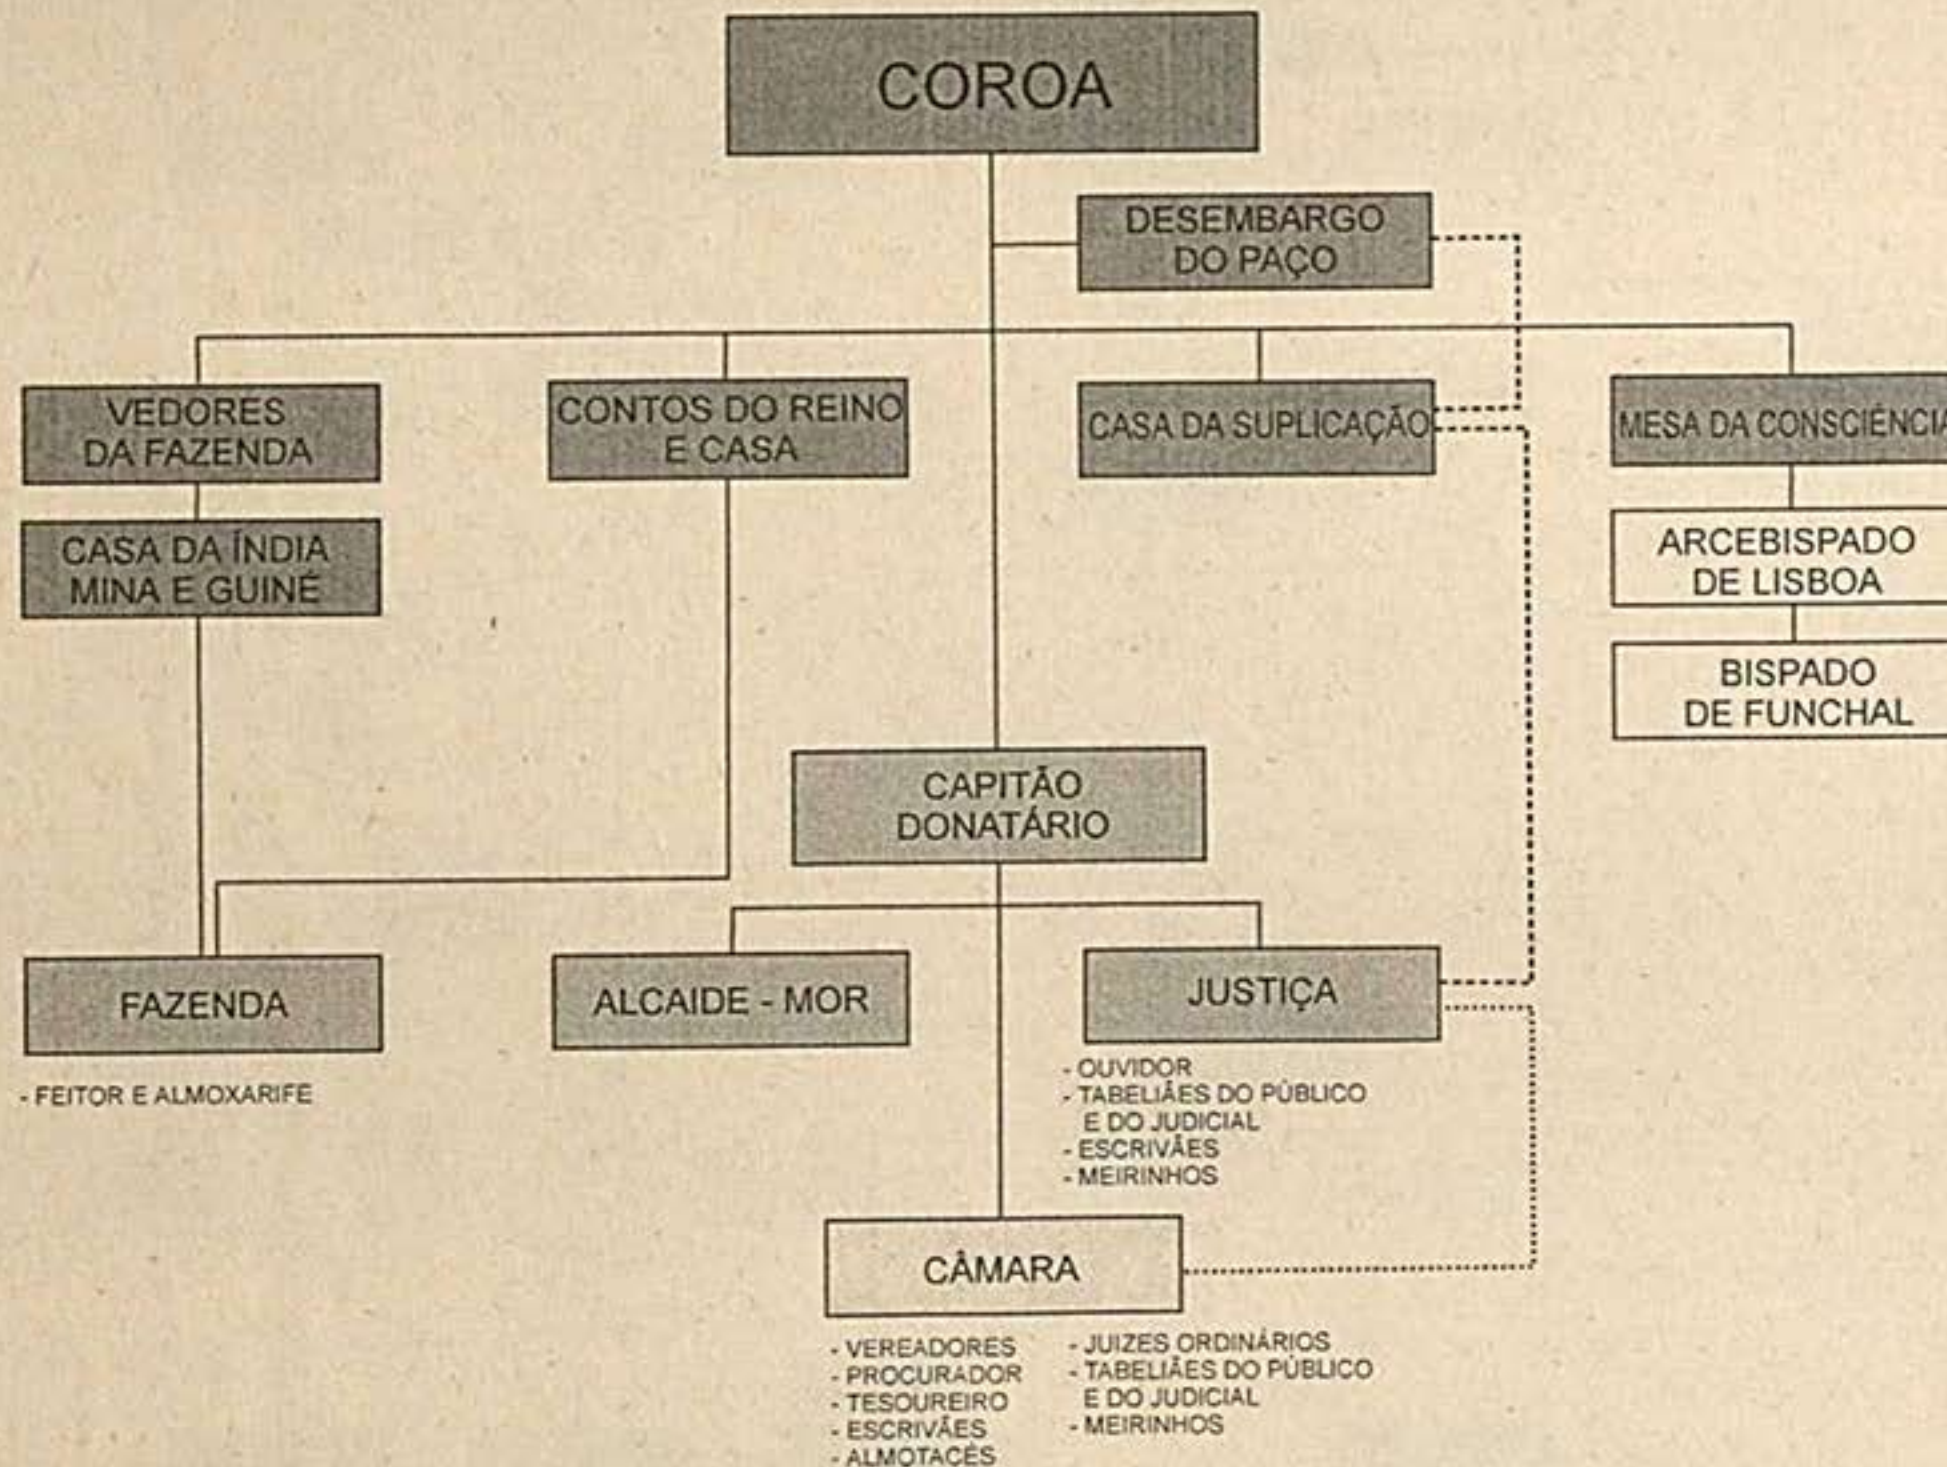 COROA
DESEMBARGO
DO PAÇO
VEDORES
DA FAZENDA
CONTOS DO REINO
E CASA
CASA DA SUPLICAÇÃO
MESA DA CONSCIÊNCIA
CASA DA ÍNDIA
MINA E GUINÉ
ARCEBISPADO
DE LISBOA
BISPADO
DE FUNCHAL
CAPITÃO
DONATÁRIO
FAZENDA
- FEITOR E ALMOXARIFE
ALCAIDE - MOR
JUSTIÇA
- OUVIDOR
- TABELIÃES DO PÚBLICO
E DO JUDICIAL
- ESCRIVÃES
- MEIRINHOS
CÂMARA
- VEREADORES
- PROCURADOR
- TESOUREIRO
- ESCRIVÃES
- ALMOTACÉS
- JUIZES ORDINÁRIOS
- TABELIÃES DO PÚBLICO
E DO JUDICIAL
- MEIRINHOS